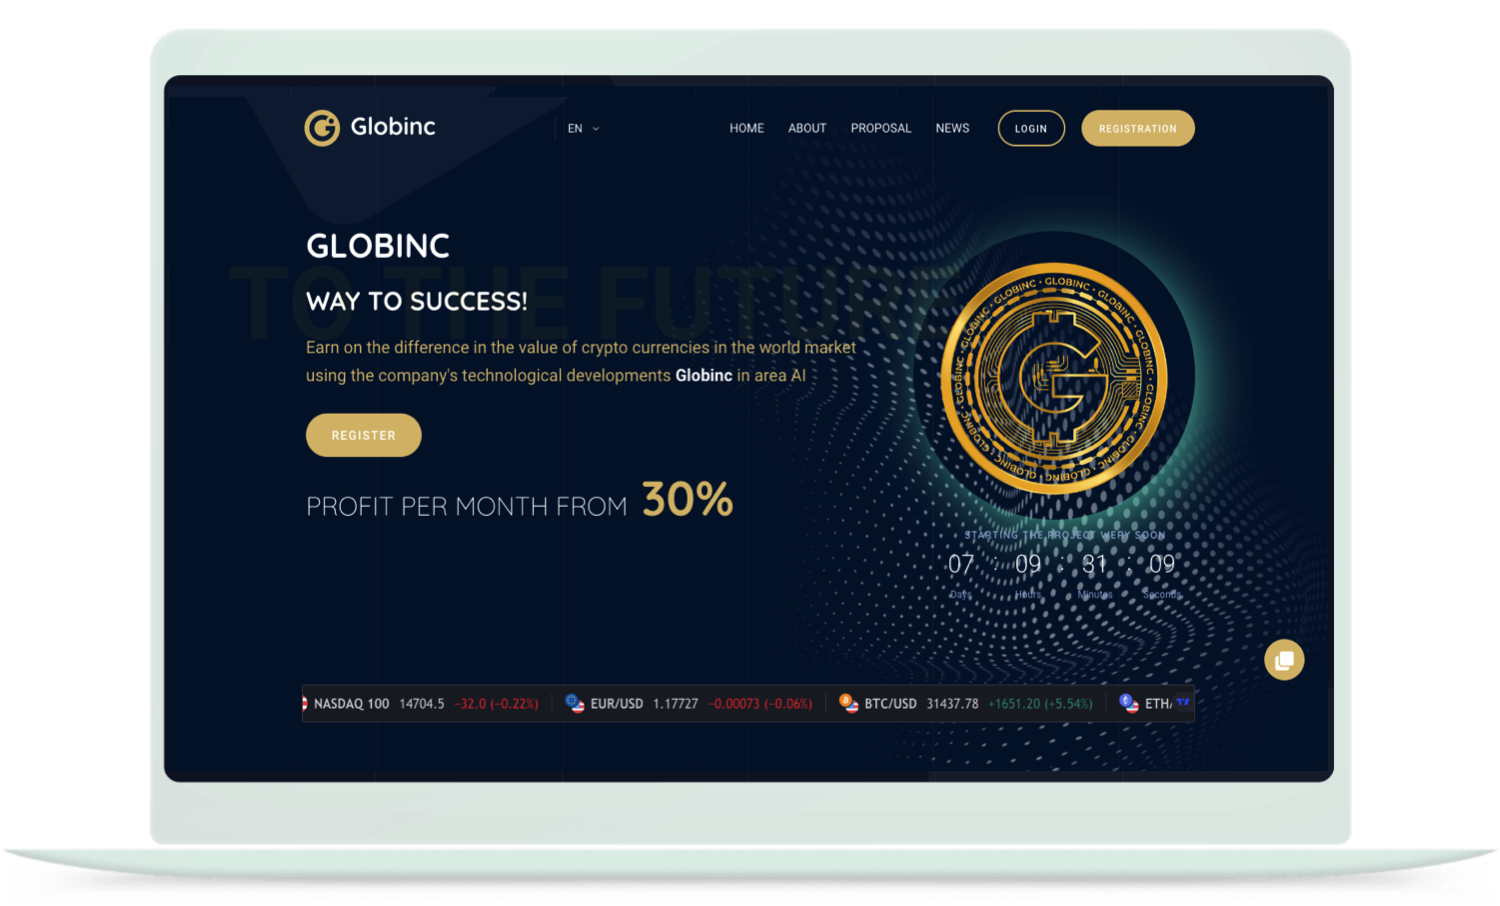 Globinc
EN
HOME ABOUT PROPOSAL NEWS LOGIN REGISTRATION
TO THE FUTURE
GLOBINC
WAY TO SUCCESS!
Earn on the difference in the value of crypto currencies in the world market
using the company's technological developments Globinc in area AI
REGISTER
PROFIT PER MONTH FROM 30%
GLOBINC · GLOBINC · GLOBINC · GLOBINC · GLOBINC · GLOBINC · GLOBINC · GLOBINC · GLOBINC · GLOBINC · GLOBINC
STARTING THE PROJECT WERY SOON
07 : 09 : 31 : 09
Days Hours Minutes Seconds
NASDAQ 100 14704.5 −32.0 (−0.22%) EUR/USD 1.17727 −0.00073 (−0.06%) BTC/USD 31437.78 +1651.20 (+5.54%) ETH/